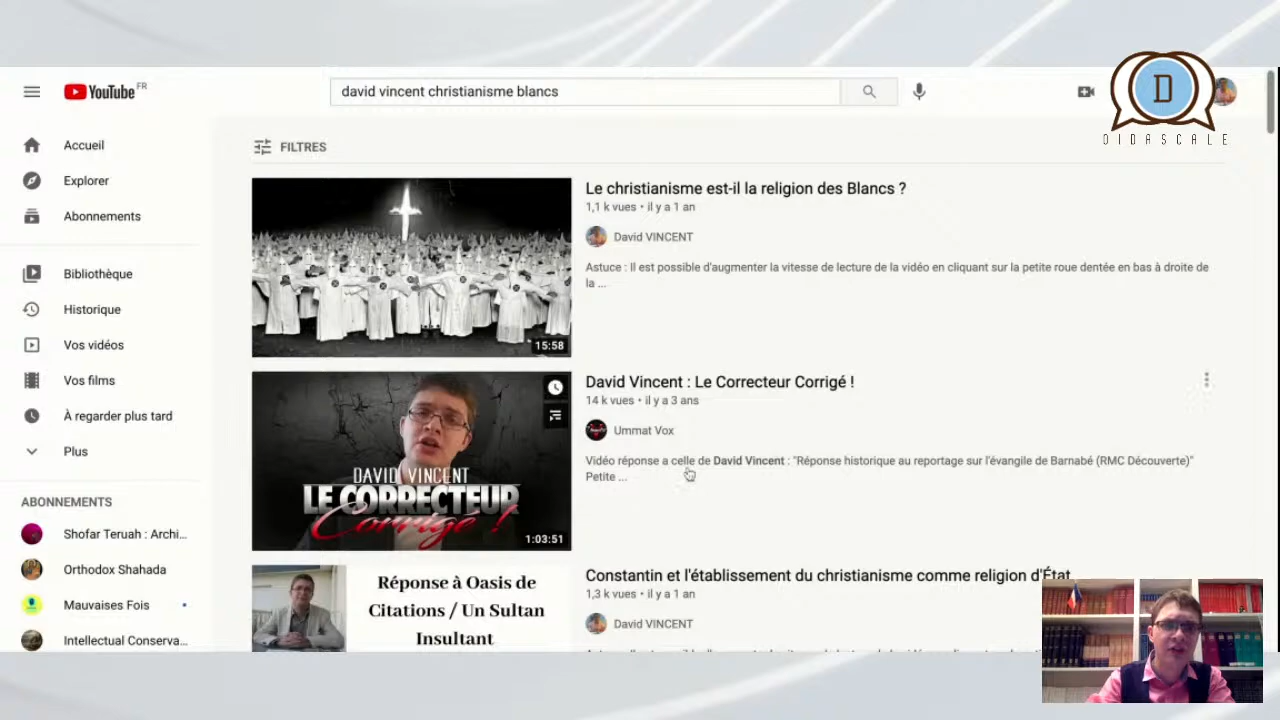 YouTube FR
david vincent christianisme blancs
D
DIDASCALE
Accueil
Explorer
Abonnements
Bibliothèque
Historique
Vos vidéos
Vos films
À regarder plus tard
Plus
ABONNEMENTS
Shofar Teruah : Archi...
Orthodox Shahada
Mauvaises Fois
Intellectual Conserva...
FILTRES
15:58
Le christianisme est-il la religion des Blancs ?
1,1 k vues • il y a 1 an
David VINCENT
Astuce : Il est possible d'augmenter la vitesse de lecture de la vidéo en cliquant sur la petite roue dentée en bas à droite de
la ...
DAVID VINCENT
LE CORRECTEUR
Corrigé !
1:03:51
David Vincent : Le Correcteur Corrigé !
14 k vues • il y a 3 ans
Ummat Vox
Vidéo réponse a celle de David Vincent : "Réponse historique au reportage sur l'évangile de Barnabé (RMC Découverte)"
Petite ...
Réponse à Oasis de
Citations / Un Sultan
Insultant
Constantin et l'établissement du christianisme comme religion d'État
1,3 k vues • il y a 1 an
David VINCENT